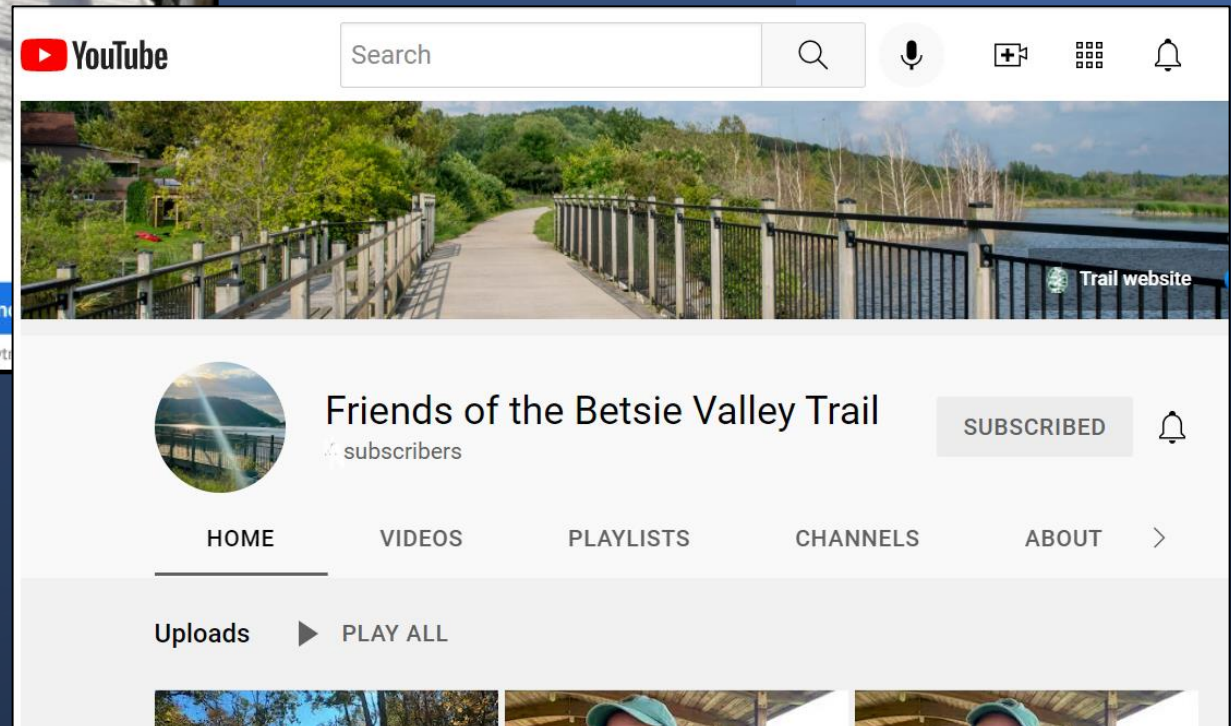 YouTube
Search
Trail website
Friends of the Betsie Valley Trail
SUBSCRIBED
subscribers
HOME VIDEOS PLAYLISTS CHANNELS ABOUT
Uploads PLAY ALL